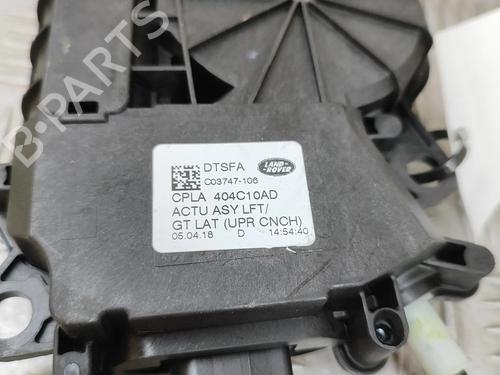 DTSFA
LAND-
ROVER
C03747-106
CPLA 404C10AD
ACTU ASY LFT/
GT LAT (UPR CNCH)
05.04.18 D 14:54:40